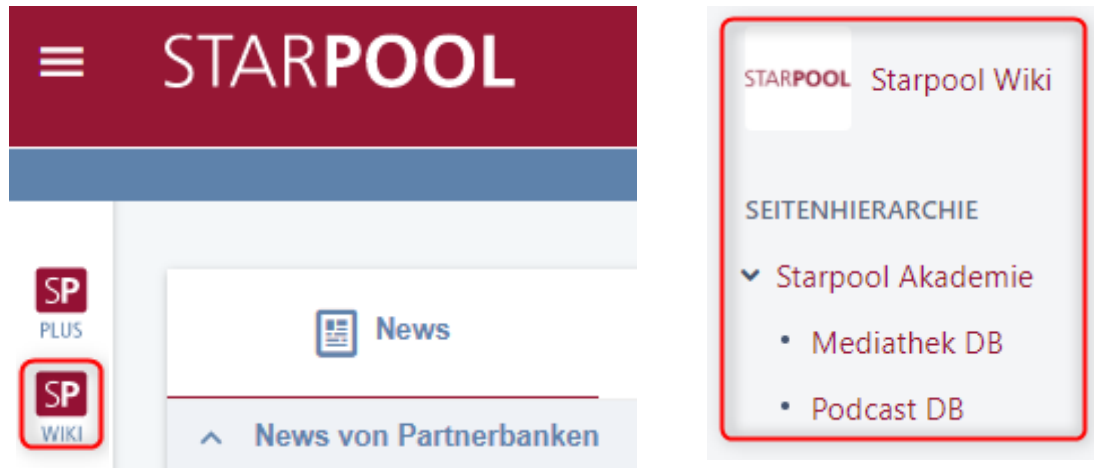 STARPOOL
SP
PLUS
SP
WIKI
News
News von Partnerbanken
STARPOOL Starpool Wiki
SEITENHIERARCHIE
Starpool Akademie
• Mediathek DB
• Podcast DB